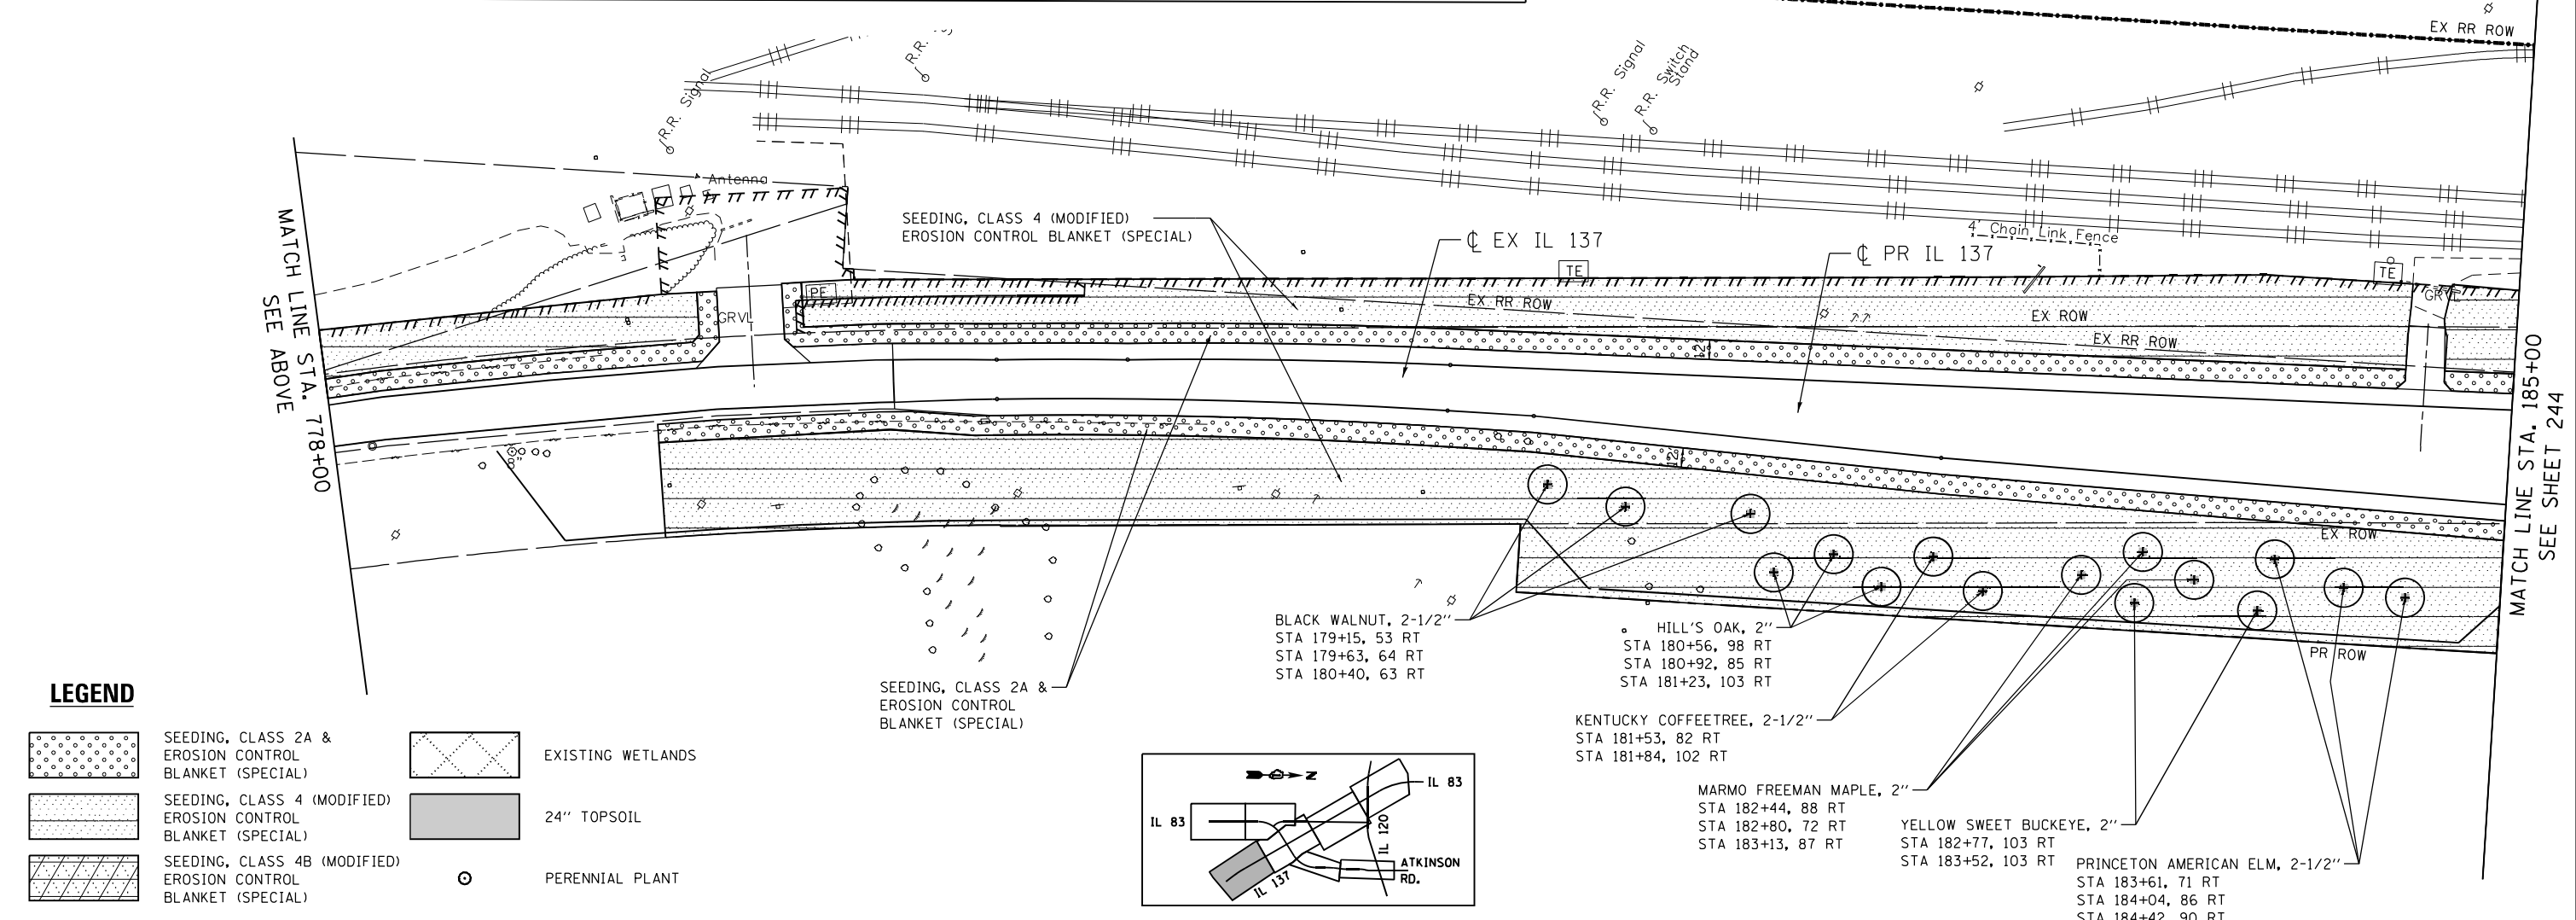 EX RR ROW
R.R. Signal
R.R.
R.R. Signal
R.R. Switch
Stand
Antenna
SEEDING, CLASS 4 (MODIFIED)
EROSION CONTROL BLANKET (SPECIAL)
℄ EX IL 137
4' Chain Link Fence
℄ PR IL 137
TE
TE
PE
GRVL
EX RR ROW
EX ROW
EX RR ROW
GRVL
12'
12'
8"
MATCH LINE STA. 778+00
SEE ABOVE
MATCH LINE STA. 185+00
SEE SHEET 244
EX ROW
PR ROW
BLACK WALNUT, 2-1/2"
STA 179+15, 53 RT
STA 179+63, 64 RT
STA 180+40, 63 RT
HILL'S OAK, 2"
STA 180+56, 98 RT
STA 180+92, 85 RT
STA 181+23, 103 RT
SEEDING, CLASS 2A &
EROSION CONTROL
BLANKET (SPECIAL)
KENTUCKY COFFEETREE, 2-1/2"
STA 181+53, 82 RT
STA 181+84, 102 RT
MARMO FREEMAN MAPLE, 2"
STA 182+44, 88 RT
STA 182+80, 72 RT
STA 183+13, 87 RT
YELLOW SWEET BUCKEYE, 2"
STA 182+77, 103 RT
STA 183+52, 103 RT
PRINCETON AMERICAN ELM, 2-1/2"
STA 183+61, 71 RT
STA 184+04, 86 RT
STA 184+42, 90 RT
LEGEND
SEEDING, CLASS 2A &
EROSION CONTROL
BLANKET (SPECIAL)
SEEDING, CLASS 4 (MODIFIED)
EROSION CONTROL
BLANKET (SPECIAL)
SEEDING, CLASS 4B (MODIFIED)
EROSION CONTROL
BLANKET (SPECIAL)
EXISTING WETLANDS
24" TOPSOIL
PERENNIAL PLANT
N
IL 83
IL 83
IL 120
ATKINSON
RD.
IL 137